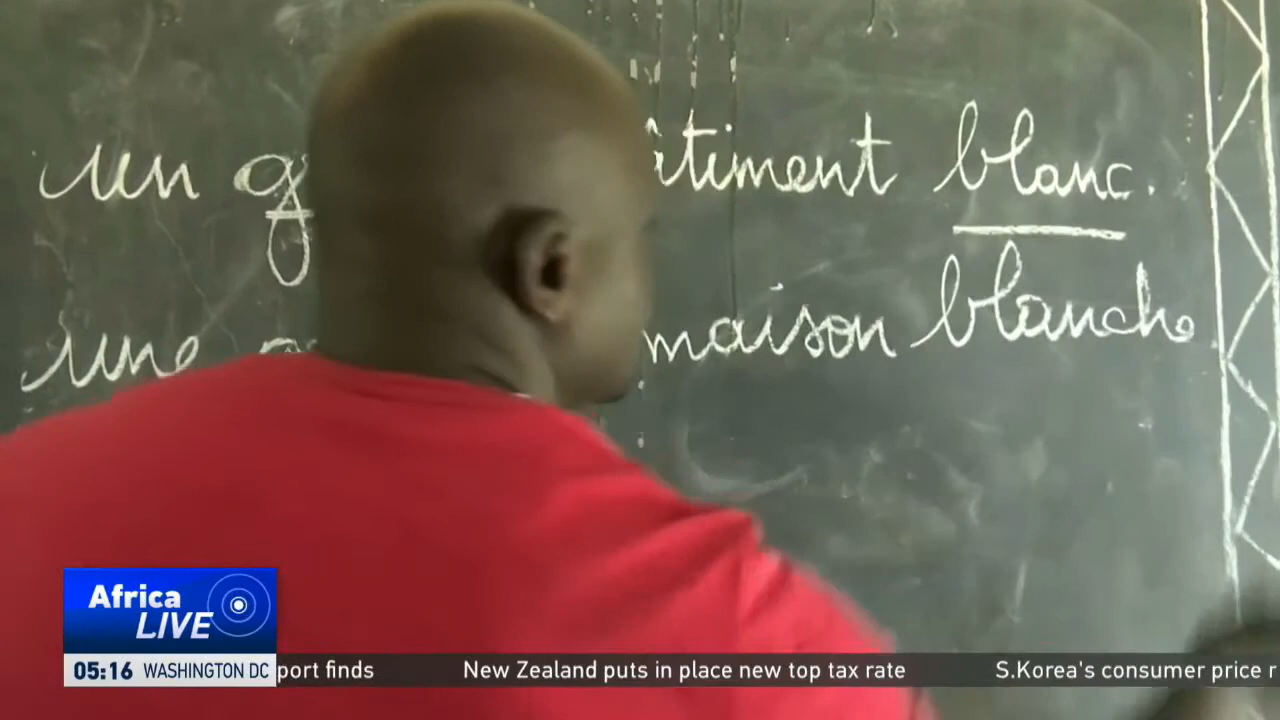 un bâtiment blanc.
une maison blanche
Africa
LIVE
05:16 WASHINGTON DC port finds New Zealand puts in place new top tax rate S.Korea's consumer price r